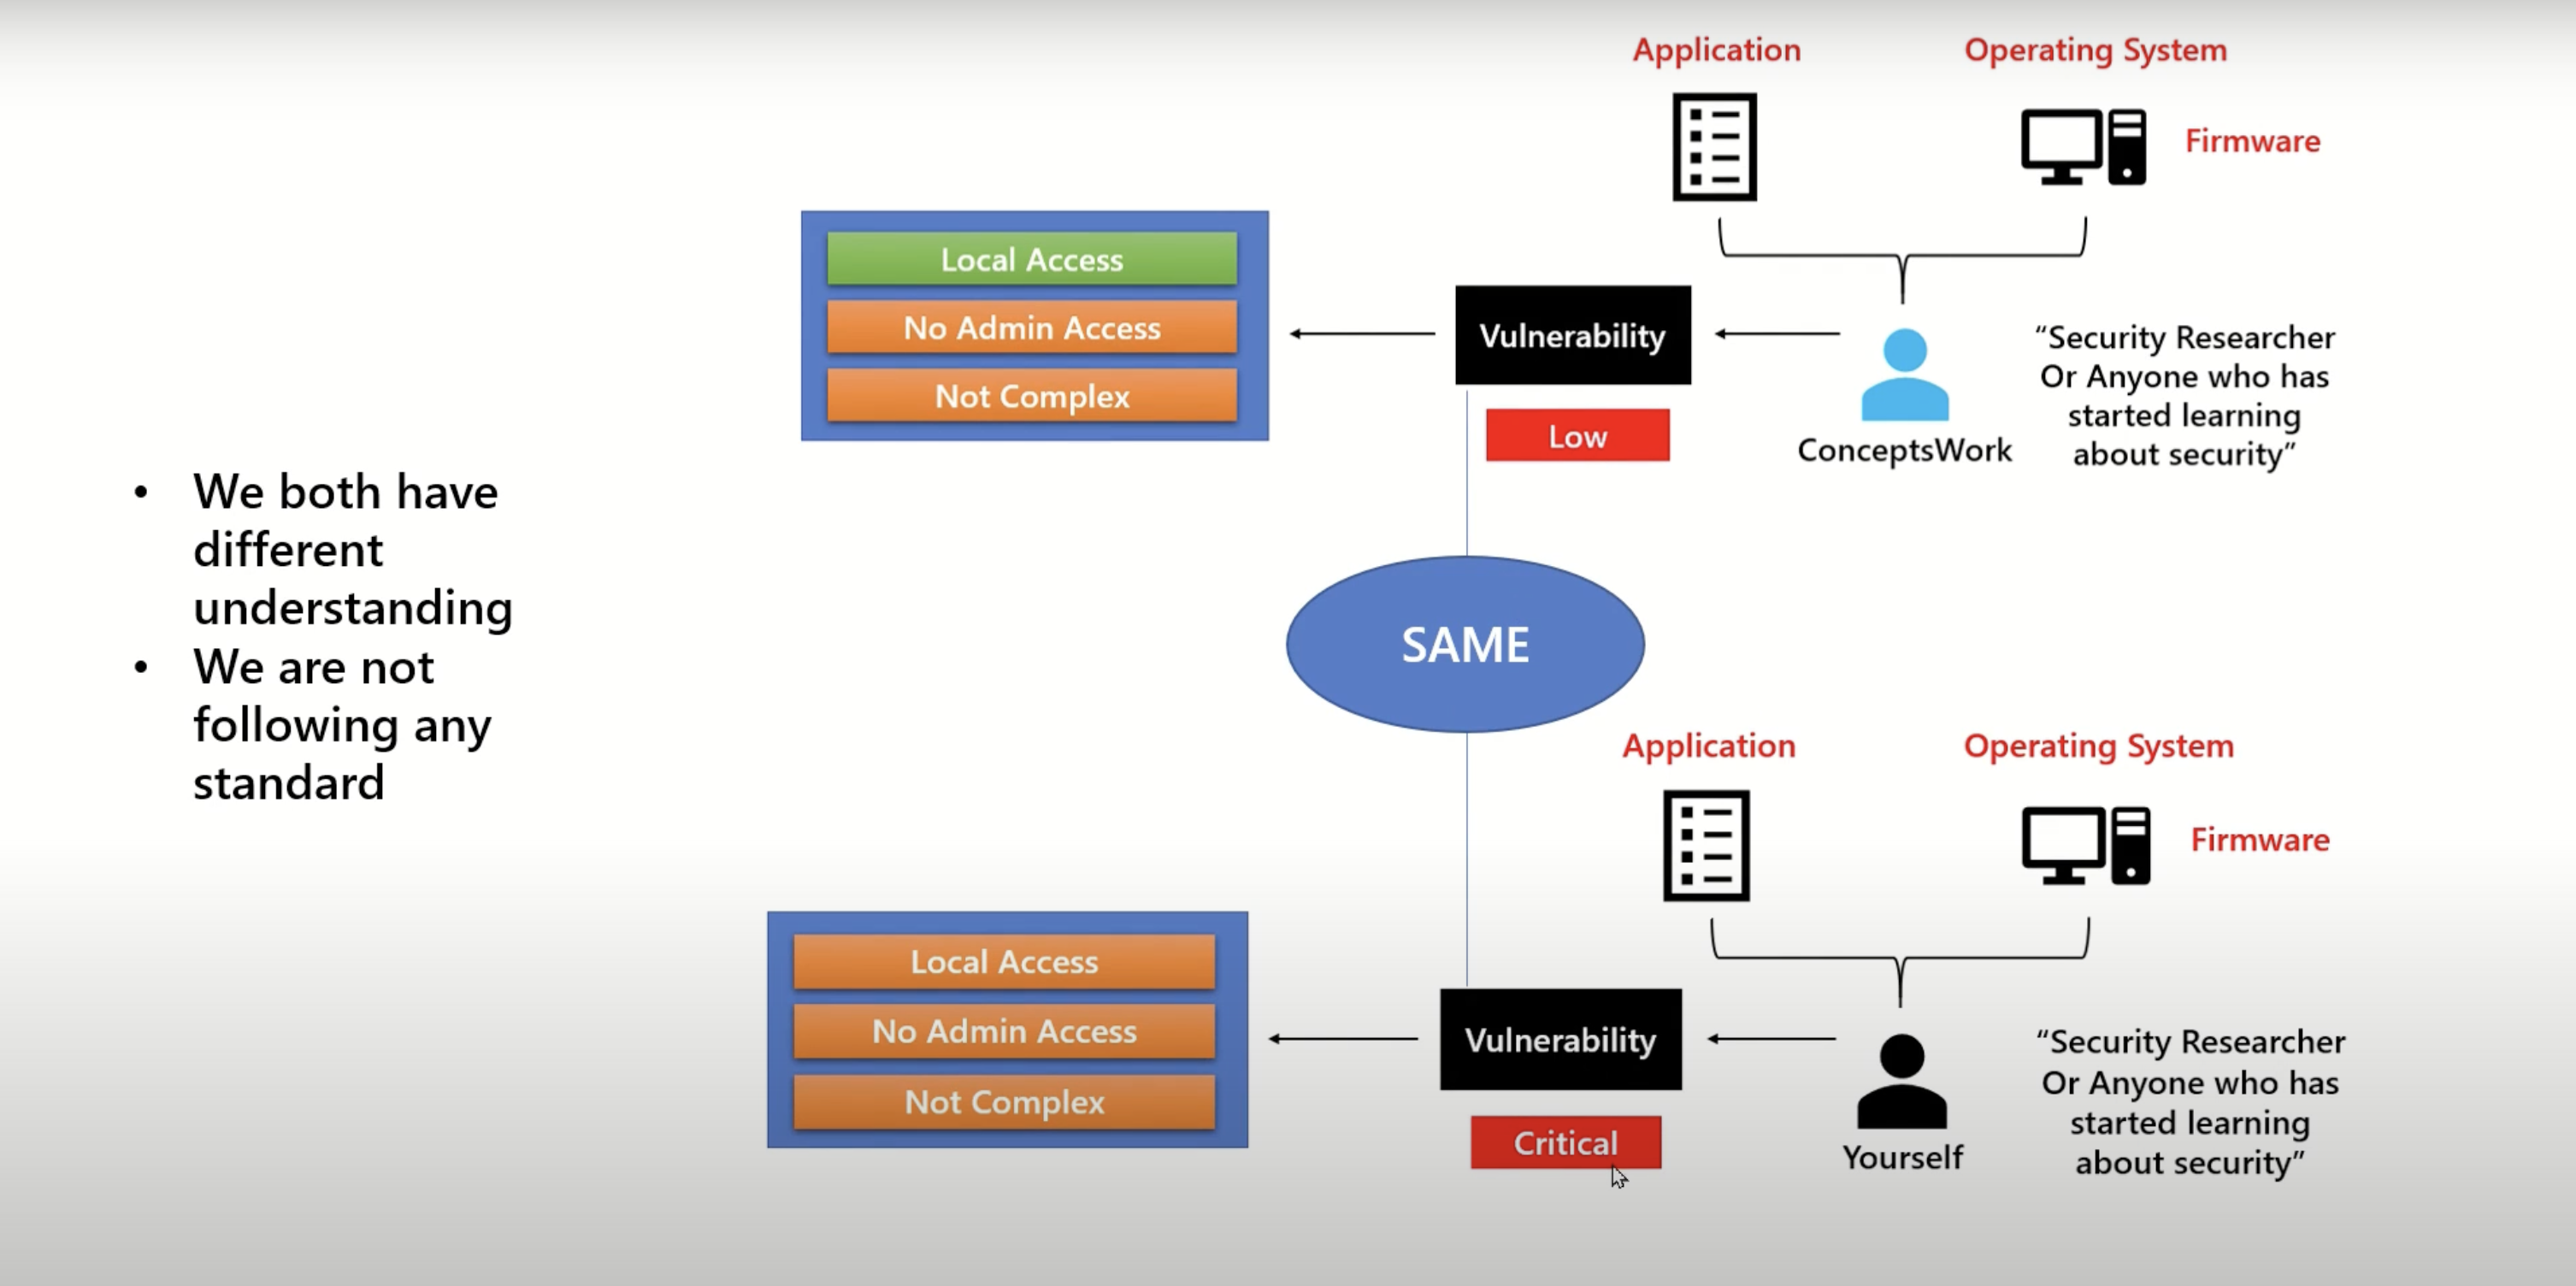 Application
Operating System
Firmware
Local Access
No Admin Access
Not Complex
Vulnerability
Low
ConceptsWork
“Security Researcher
Or Anyone who has
started learning
about security”
• We both have
different
understanding
• We are not
following any
standard
SAME
Application
Operating System
Firmware
Local Access
No Admin Access
Not Complex
Vulnerability
Critical
Yourself
“Security Researcher
Or Anyone who has
started learning
about security”